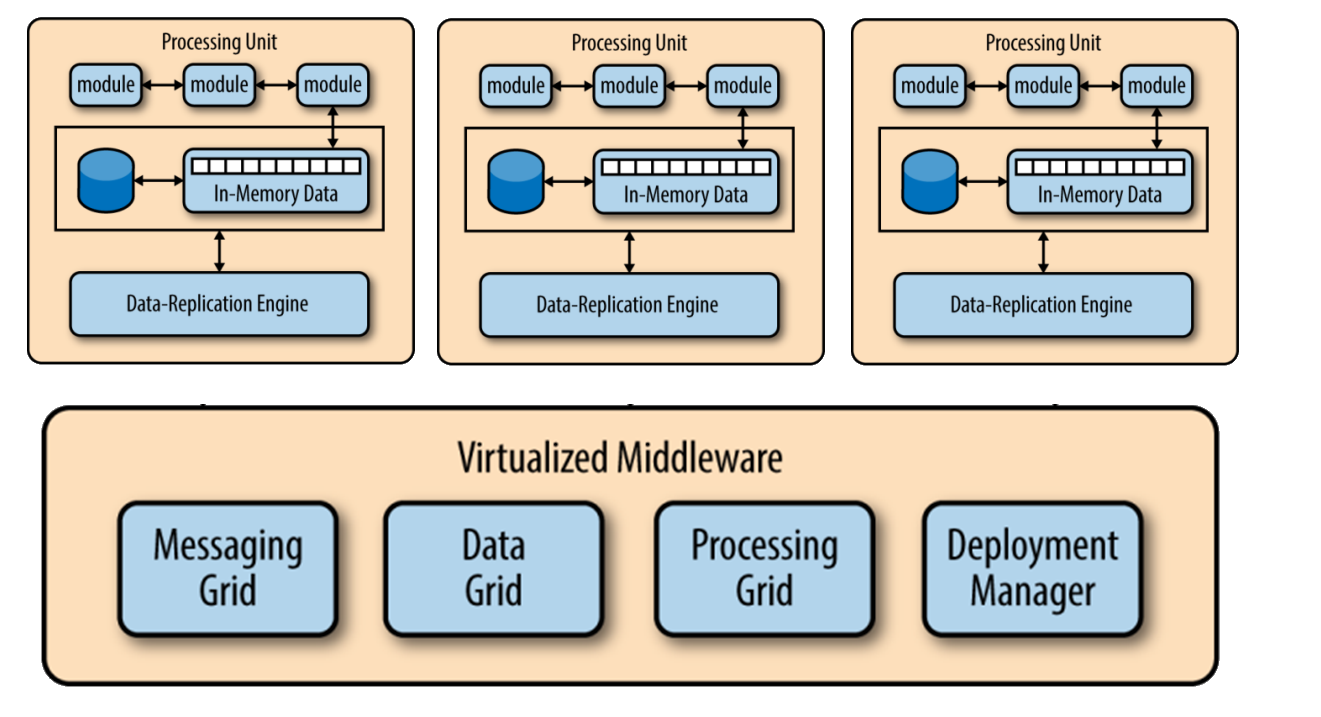 Processing Unit
module module module
In-Memory Data
Data-Replication Engine
Processing Unit
module module module
In-Memory Data
Data-Replication Engine
Processing Unit
module module module
In-Memory Data
Data-Replication Engine
Virtualized Middleware
Messaging
Grid
Data
Grid
Processing
Grid
Deployment
Manager